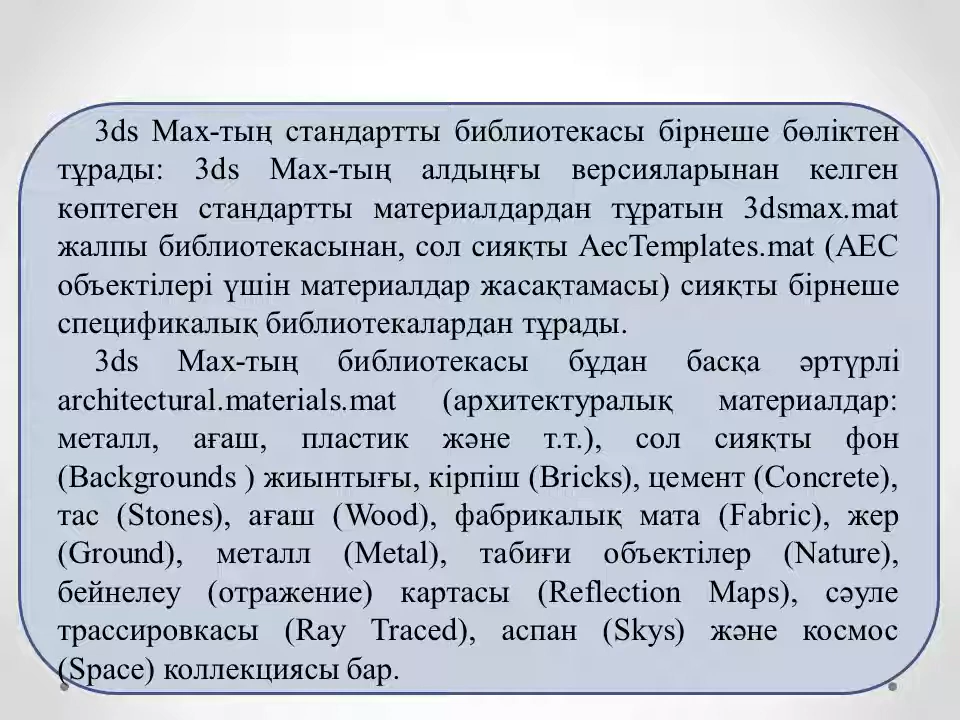 3ds Max-тың стандартты библиотекасы бірнеше бөліктен
тұрады: 3ds Max-тың алдыңғы версияларынан келген
көптеген стандартты материалдардан тұратын 3dsmax.mat
жалпы библиотекасынан, сол сияқты AecTemplates.mat (AEC
объектілері үшін материалдар жасақтамасы) сияқты бірнеше
спецификалық библиотекалардан тұрады.
3ds Max-тың библиотекасы бұдан басқа әртүрлі
architectural.materials.mat (архитектуралық материалдар:
металл, ағаш, пластик және т.т.), сол сияқты фон
(Backgrounds ) жиынтығы, кірпіш (Bricks), цемент (Concrete),
тас (Stones), ағаш (Wood), фабрикалық мата (Fabric), жер
(Ground), металл (Metal), табиғи объектілер (Nature),
бейнелеу (отражение) картасы (Reflection Maps), сәуле
трассировкасы (Ray Traced), аспан (Skys) және космос
(Space) коллекциясы бар.